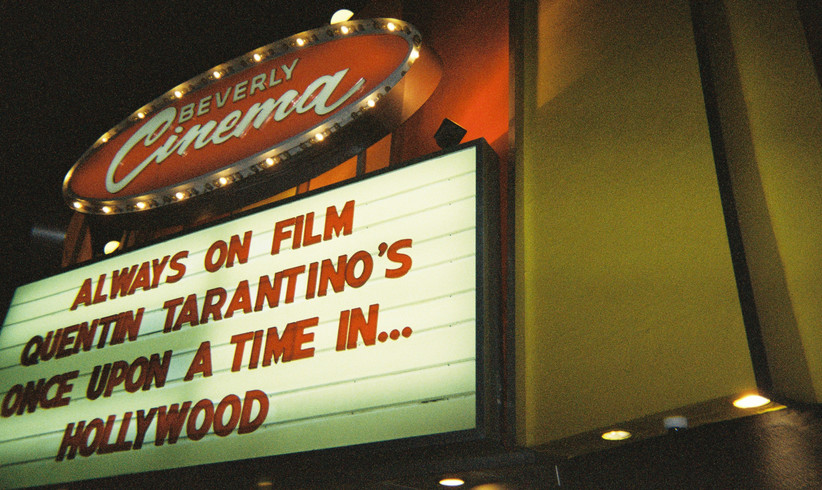 BEVERLY
Cinema
ALWAYS ON FILM
QUENTIN TARANTINO'S
ONCE UPON A TIME IN...
HOLLYWOOD